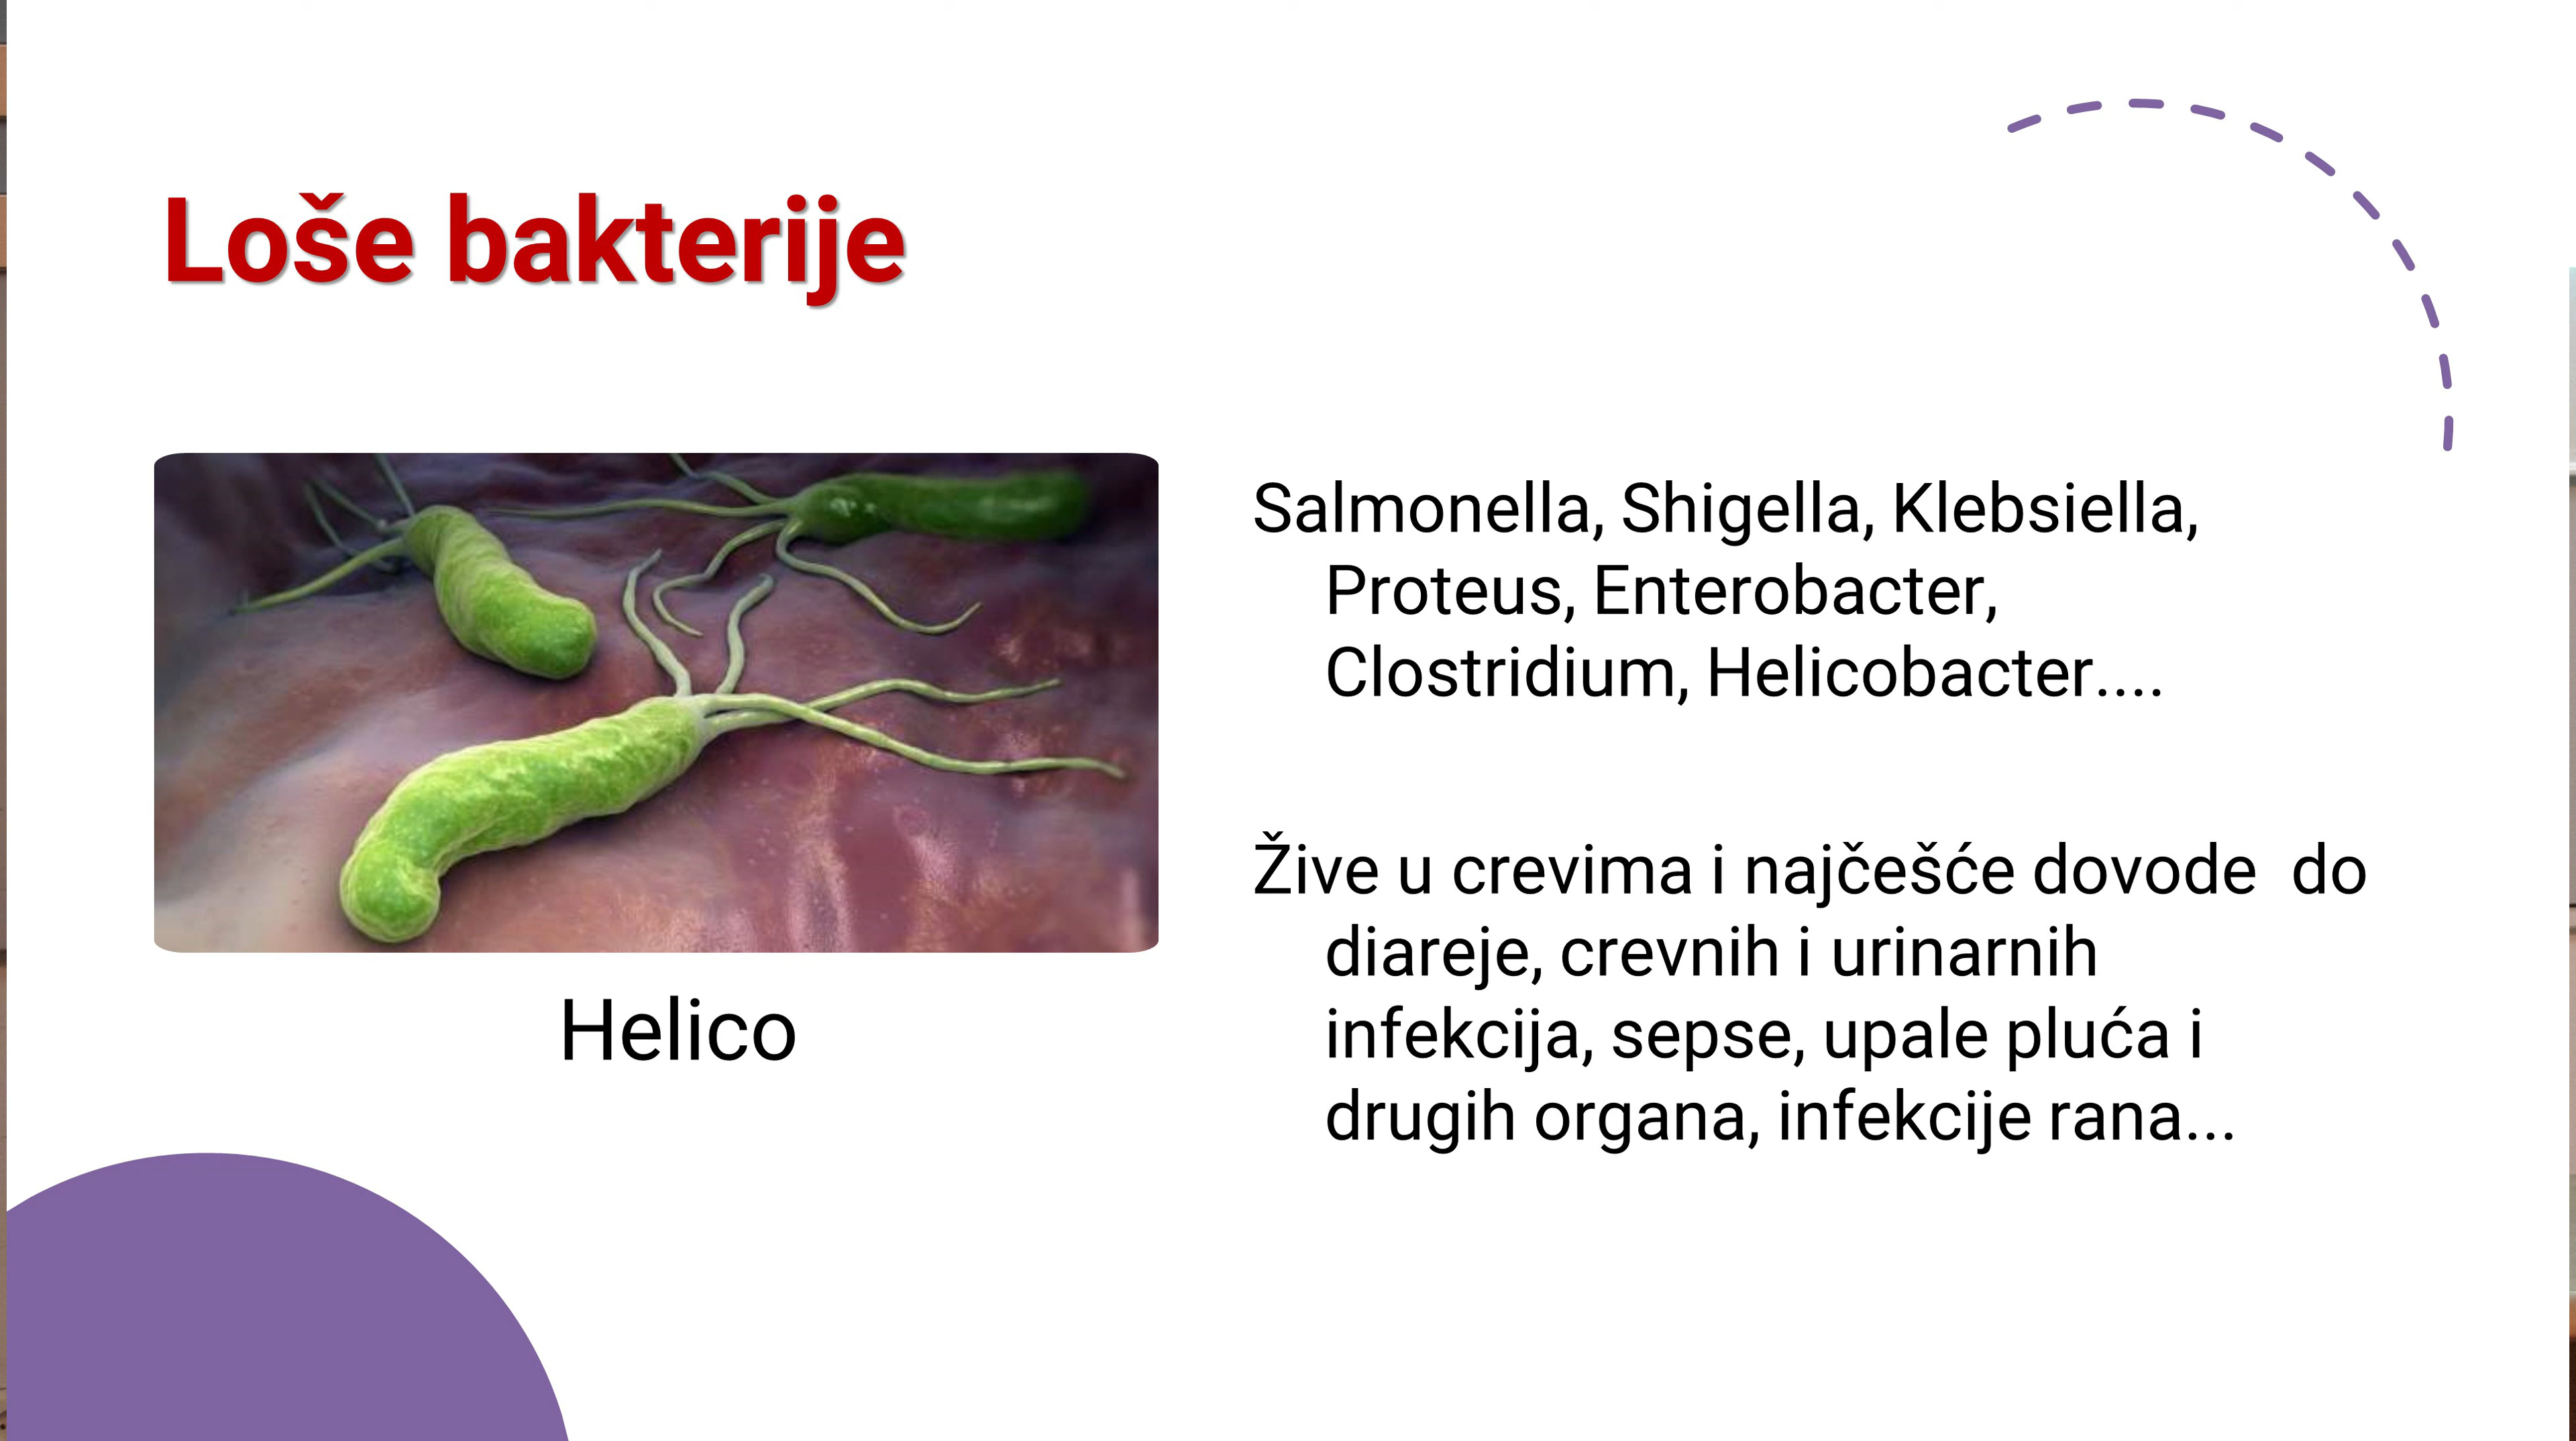 Loše bakterije
Salmonella, Shigella, Klebsiella,
Proteus, Enterobacter,
Clostridium, Helicobacter....
Žive u crevima i najčešće dovode  do
diareje, crevnih i urinarnih
infekcija, sepse, upale pluća i
drugih organa, infekcije rana...
Helico